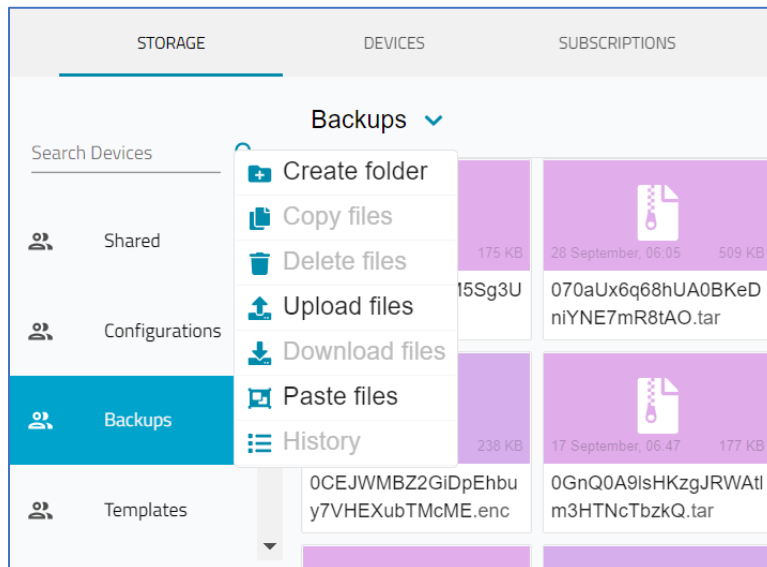 STORAGE DEVICES SUBSCRIPTIONS
Backups
Search Devices
Create folder
Copy files
Delete files
Upload files
Download files
Paste files
History
Shared
Configurations
Backups
Templates
175 KB
5Sg3U
28 September, 06:05 509 KB
070aUx6q68hUA0BKeD
niYNE7mR8tAO.tar
238 KB
0CEJWMBZ2GiDpEhbu
y7VHEXubTMcME.enc
17 September, 06:47 177 KB
0GnQ0A9lsHKzgJRWAtl
m3HTNcTbzkQ.tar